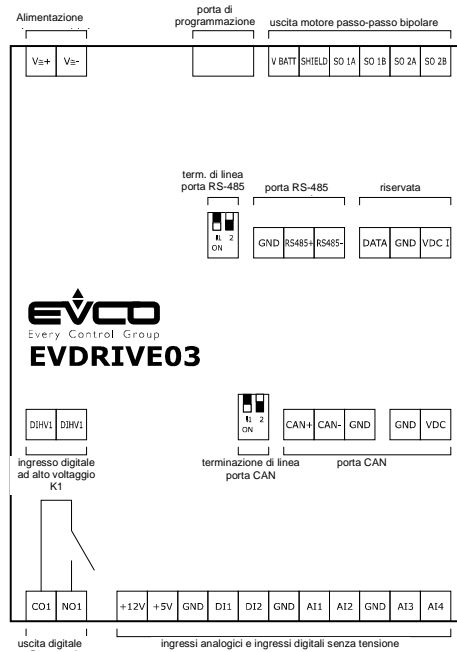 Alimentazione
porta di
programmazione
uscita motore passo-passo bipolare
V≅+ V≅- V BATT SHIELD SO 1A SO 1B SO 2A SO 2B
term. di linea
porta RS-485
porta RS-485
riservata
1 2
ON
GND RS485+ RS485- DATA GND VDC I
EVCO
Every Control Group
EVDRIVE03
DIHV1 DIHV1
1 2
ON
CAN+ CAN- GND GND VDC
ingresso digitale
ad alto voltaggio
K1
terminazione di linea
porta CAN
porta CAN
CO1 NO1 +12V +5V GND DI1 DI2 GND AI1 AI2 GND AI3 AI4
uscita digitale
ingressi analogici e ingressi digitali senza tensione